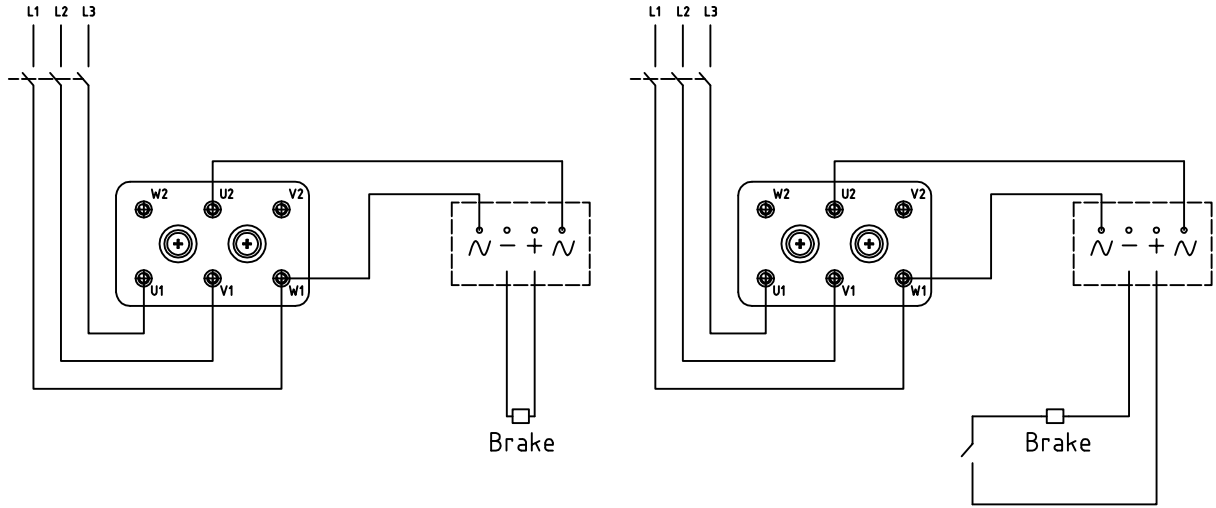 L1 L2 L3 L1 L2 L3
W2 U2 V2 W2 U2 V2
∿ − + ∿ ∿ − + ∿
U1 V1 W1 U1 V1 W1
Brake Brake